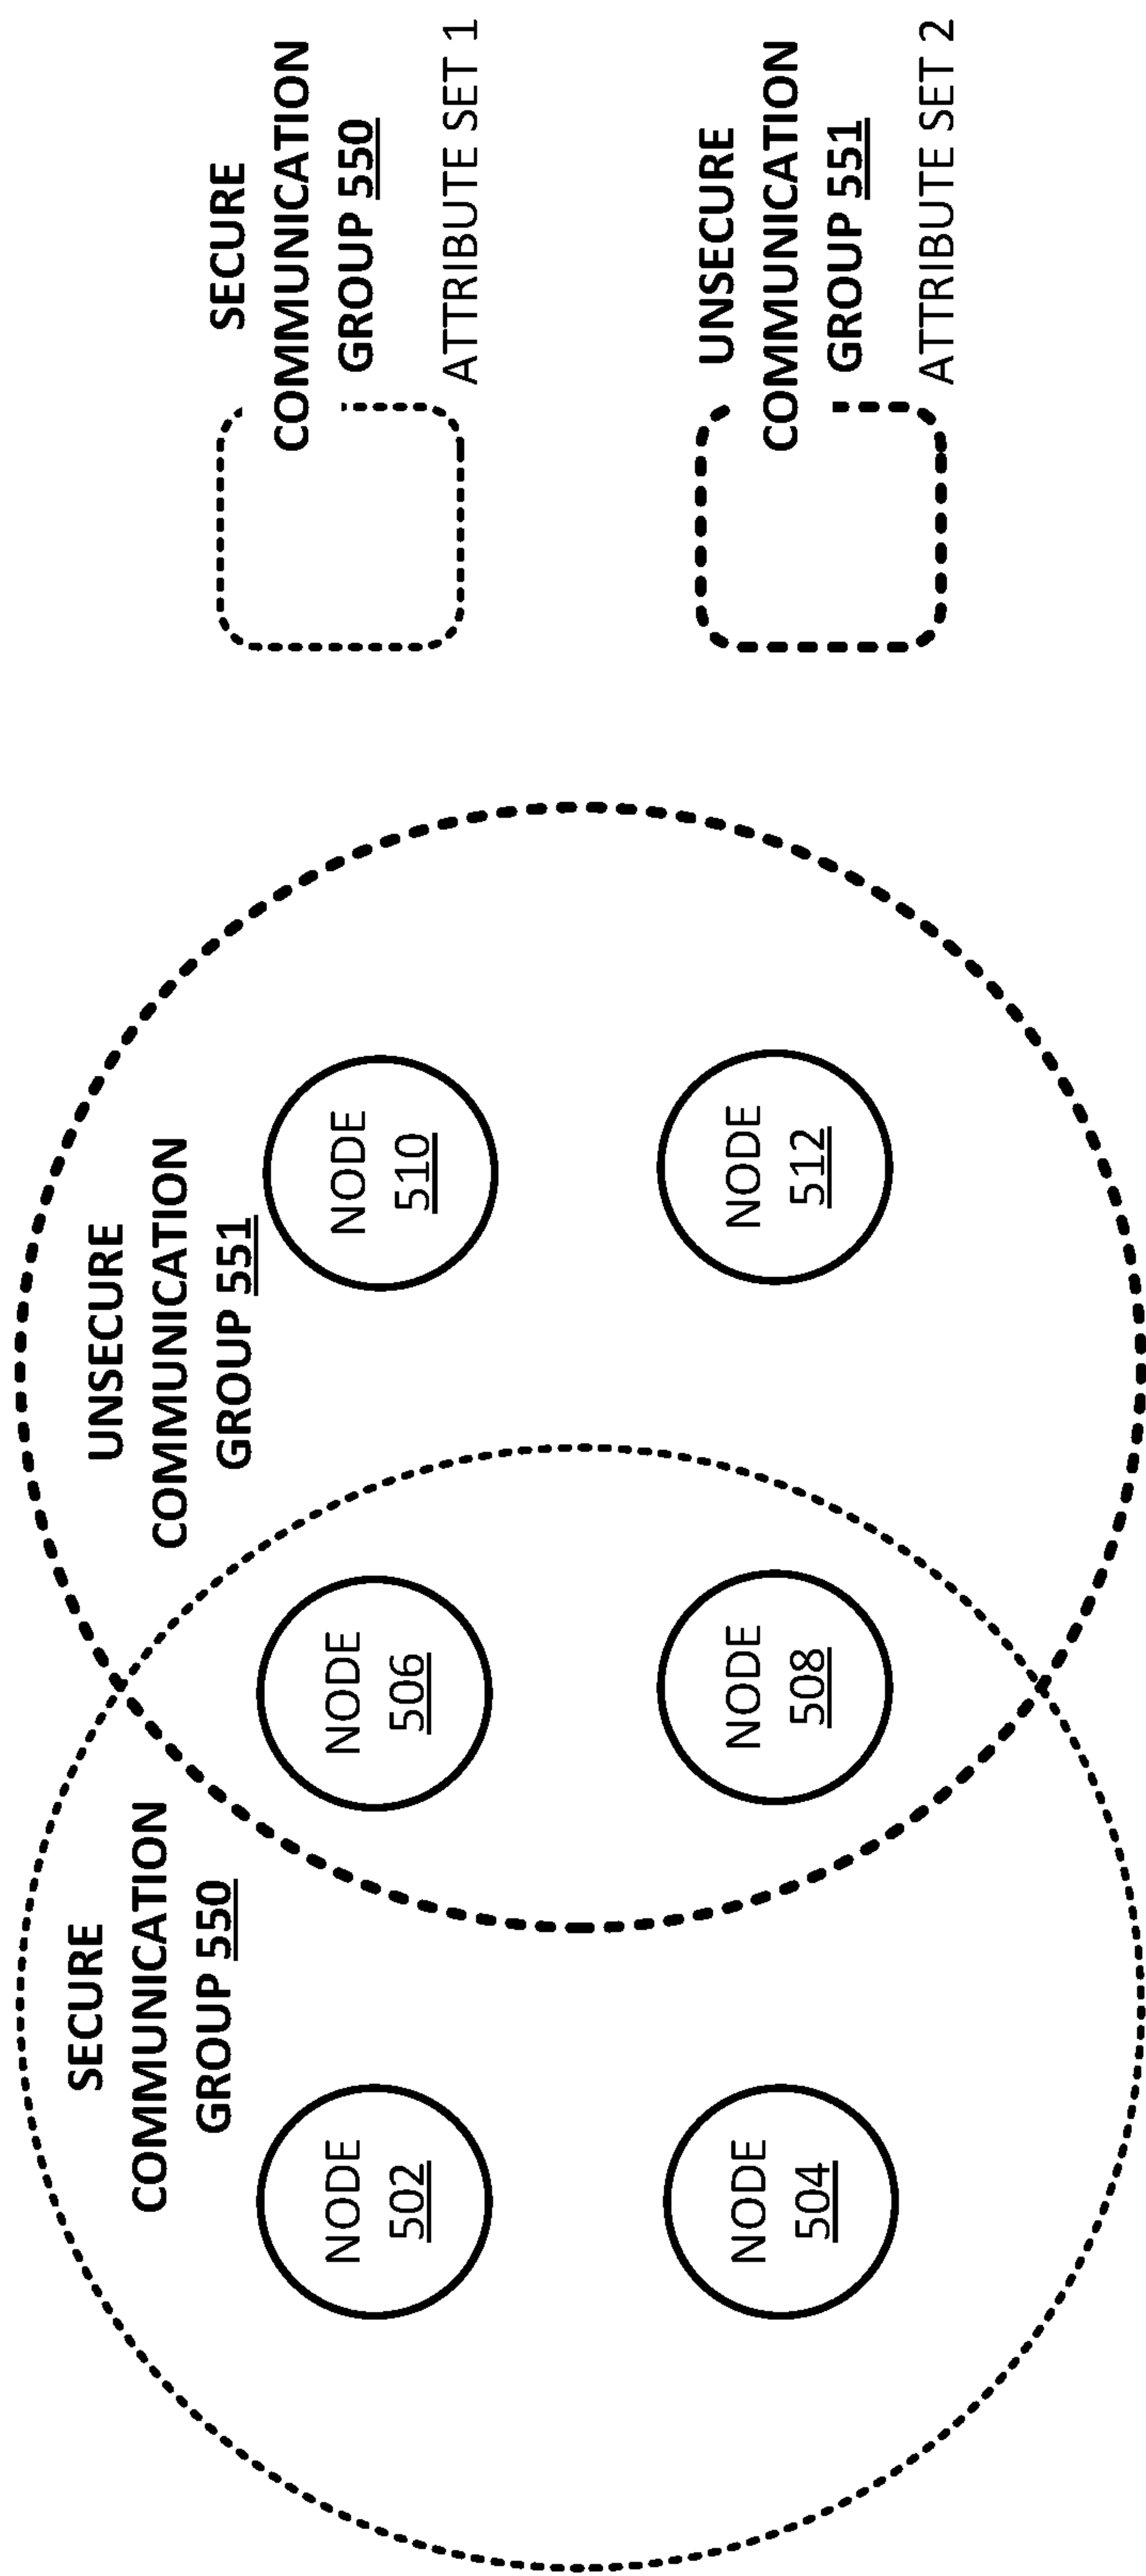 SECURE
COMMUNICATION
GROUP 550
UNSECURE
COMMUNICATION
GROUP 551
NODE
502
NODE
506
NODE
510
NODE
504
NODE
508
NODE
512
SECURE
COMMUNICATION
GROUP 550
ATTRIBUTE SET 1
UNSECURE
COMMUNICATION
GROUP 551
ATTRIBUTE SET 2